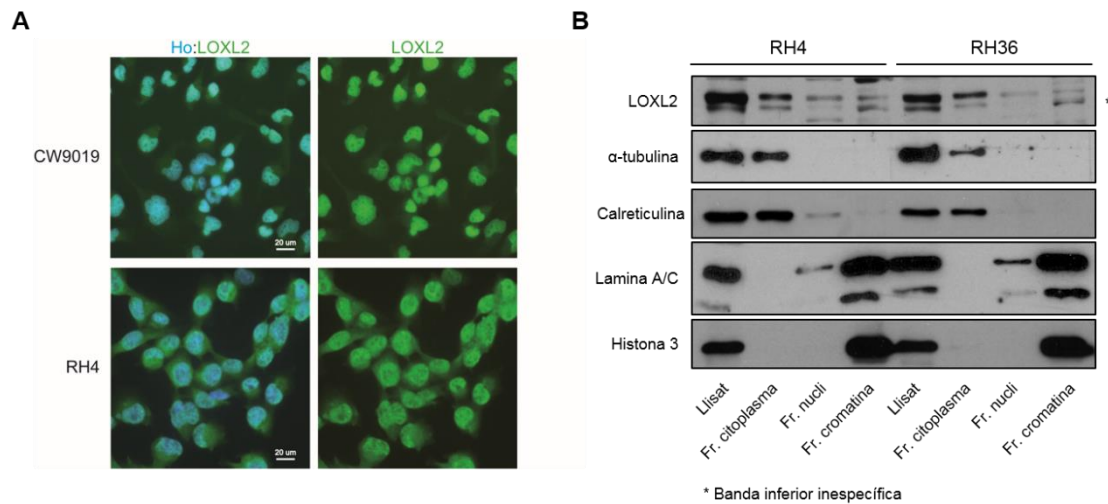 A
Ho:LOXL2
LOXL2
CW9019
20 um
RH4
20 um
B
RH4
RH36
LOXL2
*
α-tubulina
Calreticulina
Lamina A/C
Histona 3
Llisat
Fr. citoplasma
Fr. nucli
Fr. cromatina
Llisat
Fr. citoplasma
Fr. nucli
Fr. cromatina
* Banda inferior inespecífica